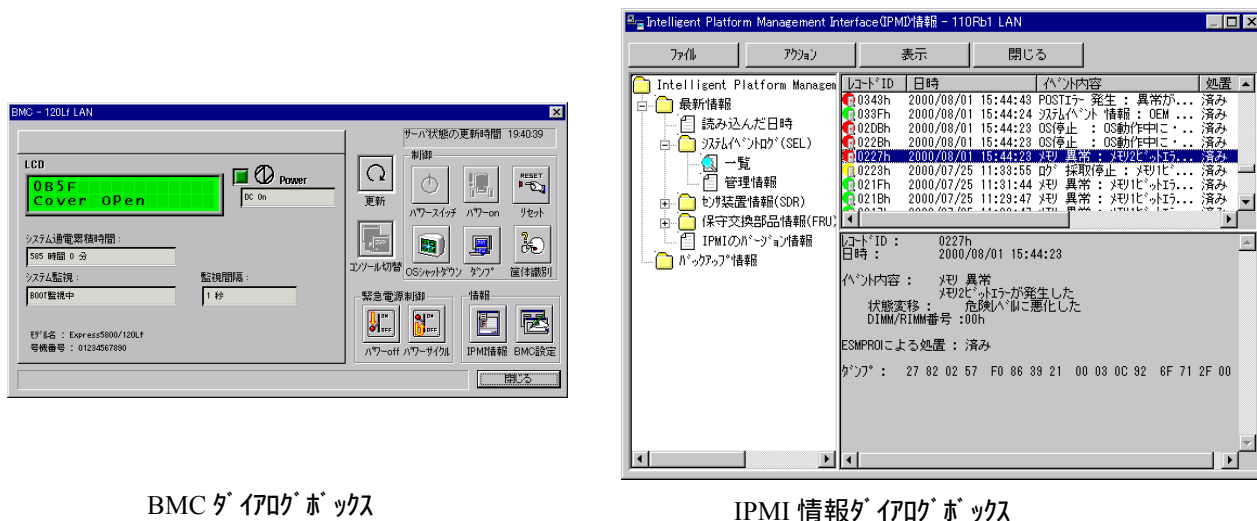 BMC - 120Lf LAN
サーバ状態の更新時間 19:40:39
LCD
0B5F
Cover OPen
Power
DC On
システム通電累積時間 :
585 時間 0 分
システム監視 :
監視間隔 :
BOOT監視中
1 秒
モデル名 : Express5800/120Lf
号機番号 : 01234567890
更新
コンソール切替
制御
パワースイッチ
パワーon
RESET
リセット
OSシャットダウン
ダンプ
筐体識別
緊急電源制御
パワーoff
パワーサイクル
情報
IPMI情報
BMC設定
閉じる
BMC ダイアログボックス
Intelligent Platform Management Interface(IPMI)情報 - 110Rb1 LAN
ファイル
アクション
表示
閉じる
Intelligent Platform Managem
最新情報
読み込んだ日時
システムイベントログ(SEL)
一覧
管理情報
センサ装置情報(SDR)
保守交換部品情報(FRU)
IPMIのバージョン情報
バックアップ情報
レコードID 日時 イベント内容 処置
0343h 2000/08/01 15:44:43 POSTエラー 発生 : 異常が... 済み
033Fh 2000/08/01 15:44:24 システムイベント 情報 : OEM ... 済み
02DBh 2000/08/01 15:44:23 OS停止 : OS動作中に・... 済み
022Bh 2000/08/01 15:44:23 OS停止 : OS動作中に・... 済み
0227h 2000/08/01 15:44:23 メモリ 異常 : メモリ2ビットエラ... 済み
0223h 2000/07/25 11:33:55 ログ 採取停止 : メモリ1ビ... 済み
021Fh 2000/07/25 11:31:44 メモリ 異常 : メモリ1ビットエラ... 済み
021Bh 2000/07/25 11:29:47 メモリ 異常 : メモリ1ビットエラ... 済み
レコードID : 0227h
日時 : 2000/08/01 15:44:23
イベント内容 : メモリ 異常
メモリ2ビットエラーが発生した
状態変移 : 危険レベルに悪化した
DIMM/RIMM番号 :00h
ESMPROによる処置 : 済み
ダンプ : 27 82 02 57 F0 86 39 21 00 03 0C 92 6F 71 2F 00
IPMI 情報ダイアログボックス